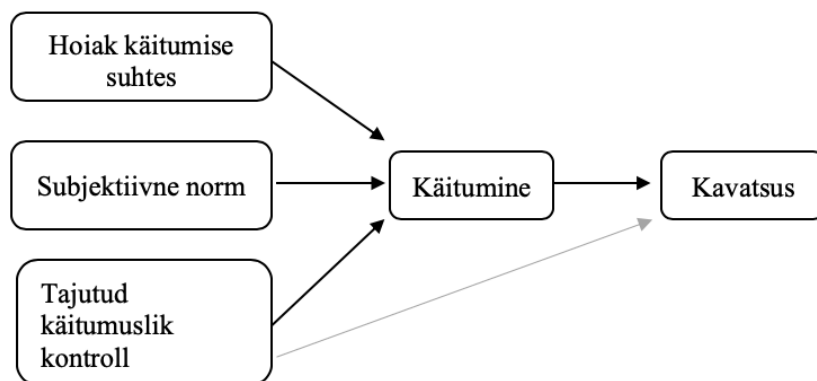 Hoiak käitumise
suhtes
Subjektiivne norm
Käitumine
Kavatsus
Tajutud
käitumuslik
kontroll